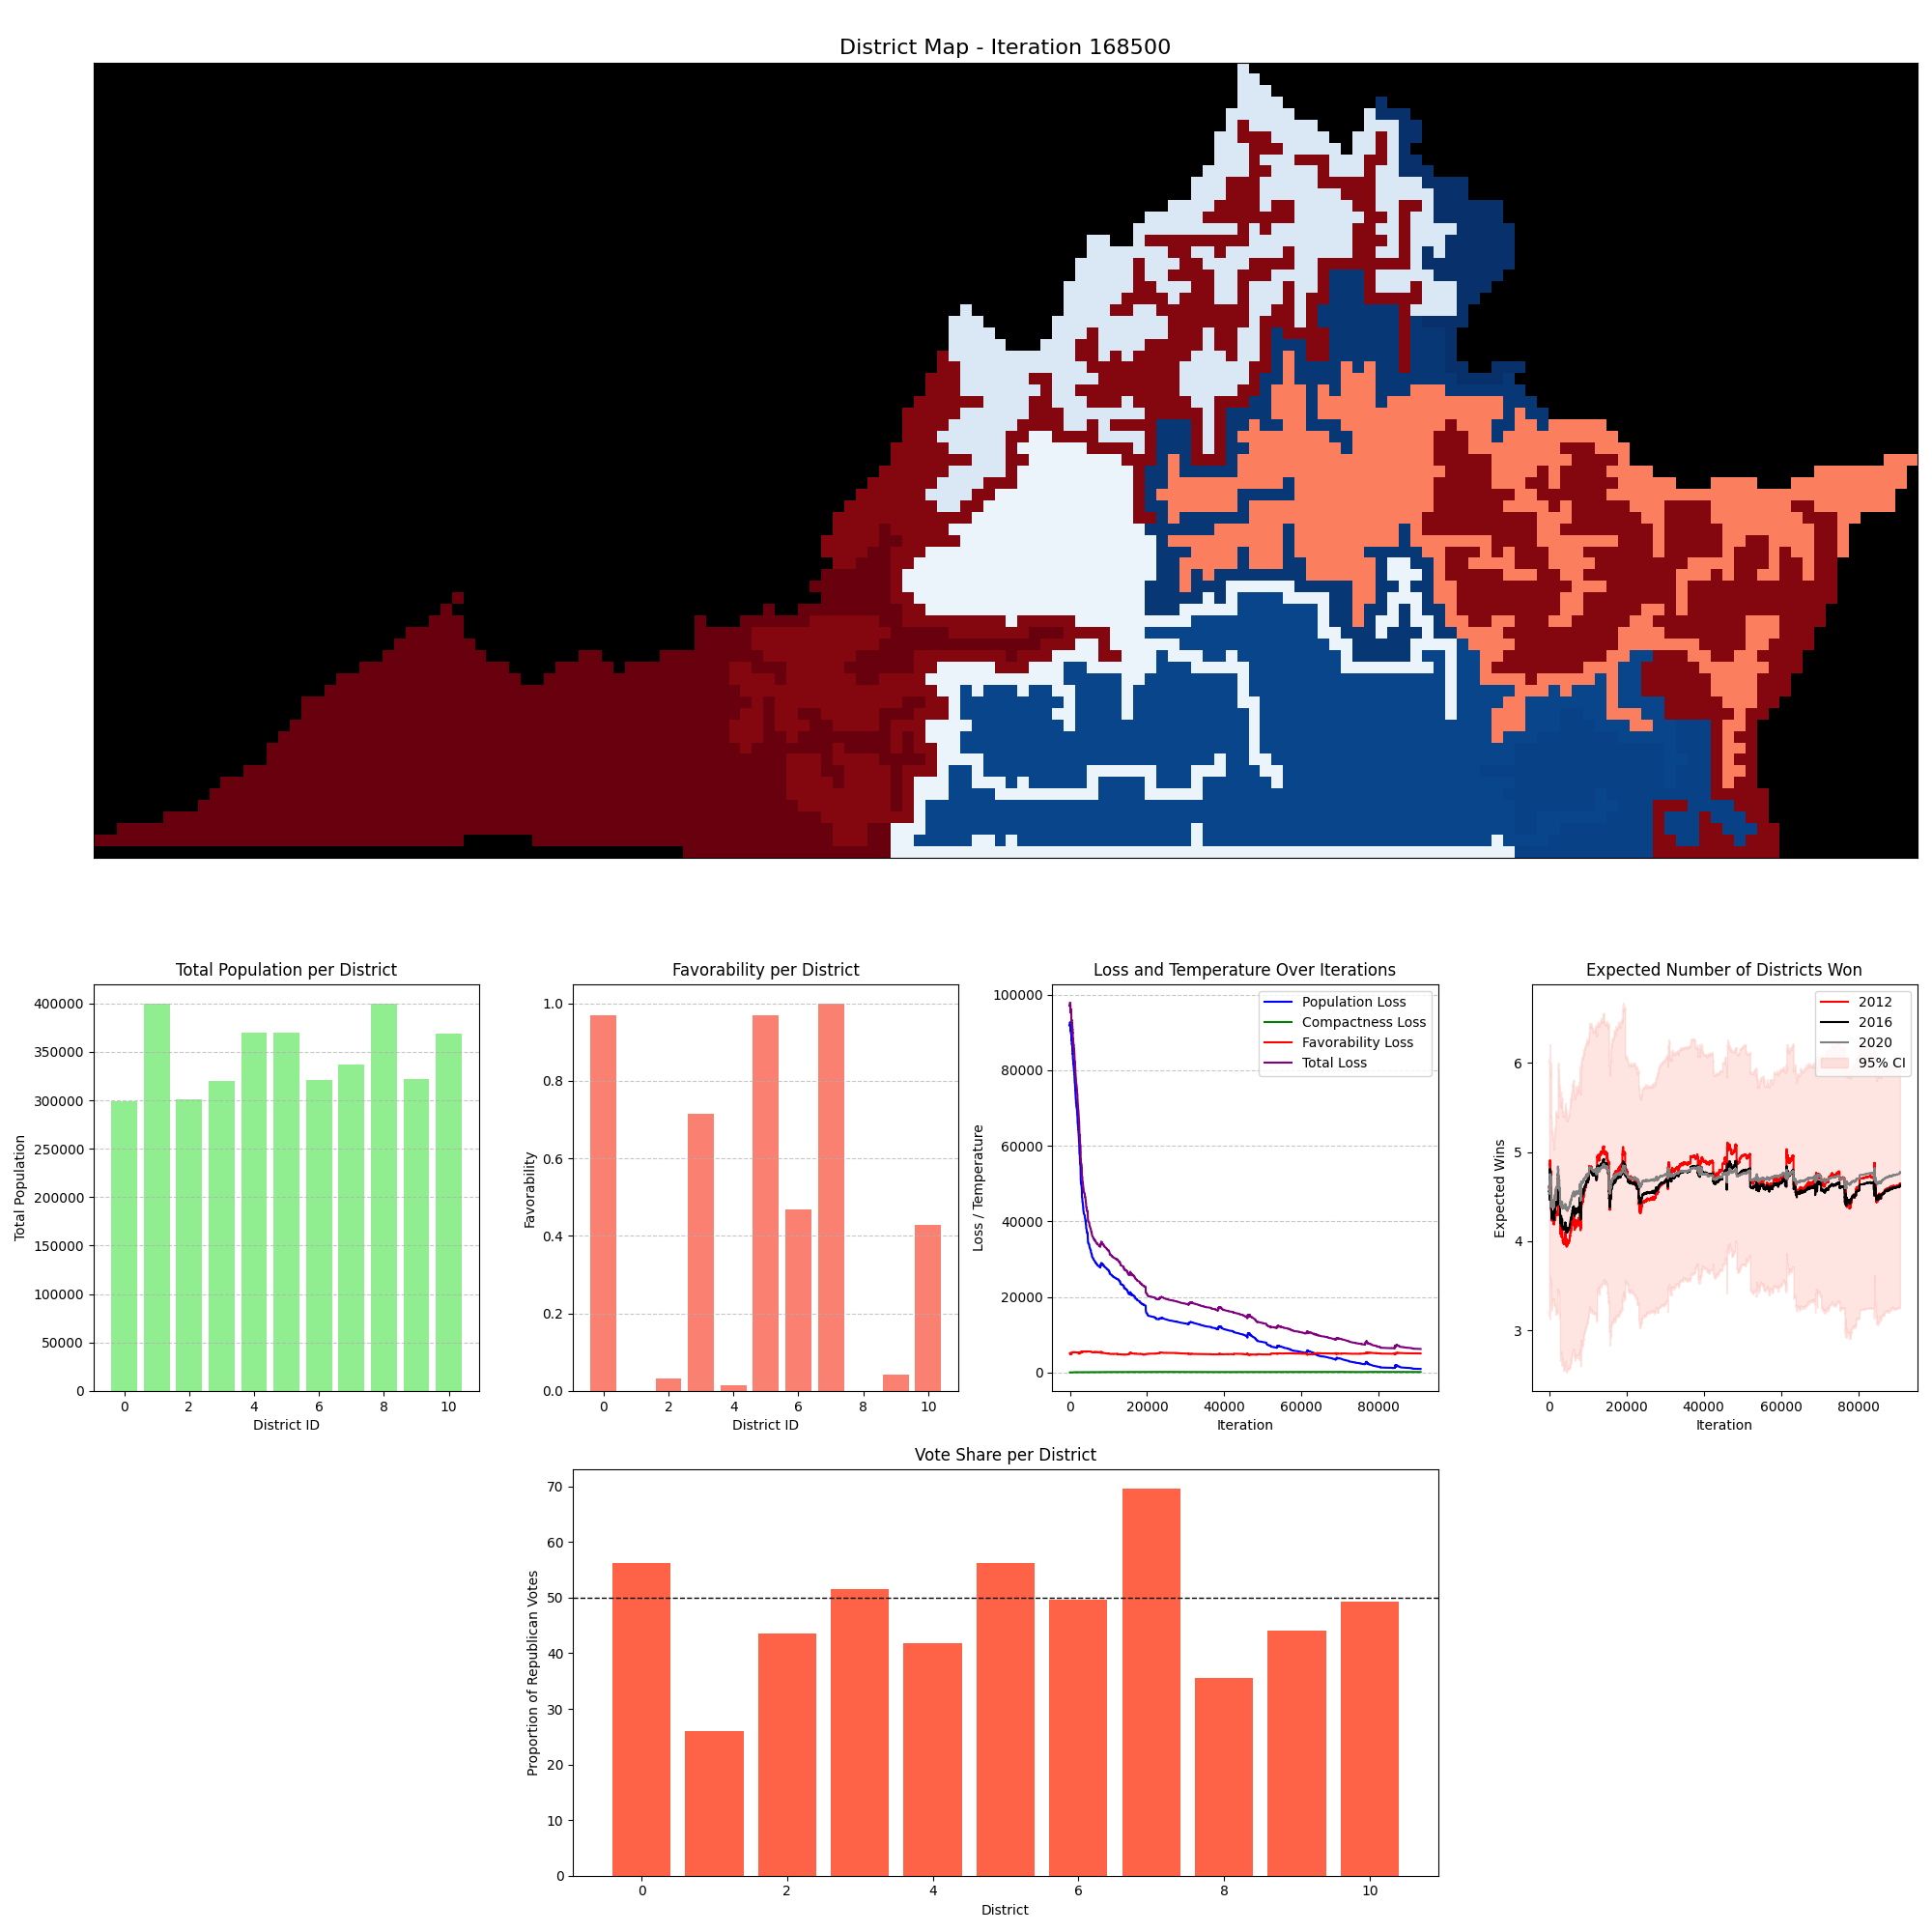 District Map - Iteration 168500
Total Population per District
Total Population
400000
350000
300000
250000
200000
150000
100000
50000
0
0 2 4 6 8 10
District ID
Favorability per District
Favorability
1.0
0.8
0.6
0.4
0.2
0.0
0 2 4 6 8 10
District ID
Loss and Temperature Over Iterations
Loss / Temperature
100000
80000
60000
40000
20000
0
Population Loss
Compactness Loss
Favorability Loss
Total Loss
0 20000 40000 60000 80000
Iteration
Expected Number of Districts Won
Expected Wins
6
5
4
3
2012
2016
2020
95% CI
0 20000 40000 60000 80000
Iteration
Vote Share per District
Proportion of Republican Votes
70
60
50
40
30
20
10
0
0 2 4 6 8 10
District